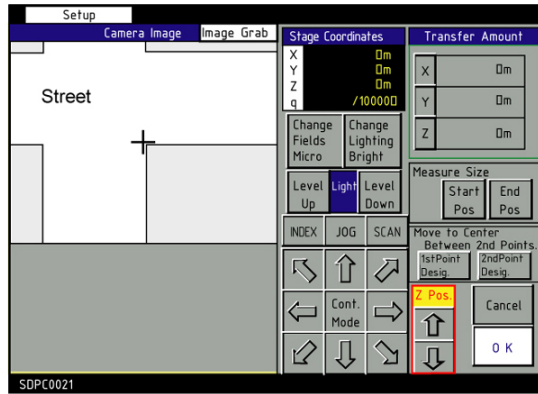 Setup
Camera Image
Image Grab
Street
Stage Coordinates
X 0m
Y 0m
Z 0m
q /100000
Change Fields Micro
Change Lighting Bright
Level Up
Light
Level Down
INDEX
JOG
SCAN
Cont. Mode
Transfer Amount
X 0m
Y 0m
Z 0m
Measure Size
Start Pos
End Pos
Move to Center
Between 2nd Points.
1stPoint Desig.
2ndPoint Desig.
Z Pos.
Cancel
O K
SDPC0021